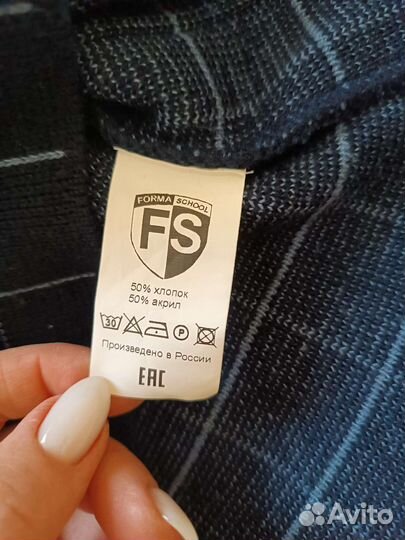 FORMA SCHOOL
FS
50% хлопок
50% акрил
30 P
Произведено в России
EAC
Avito